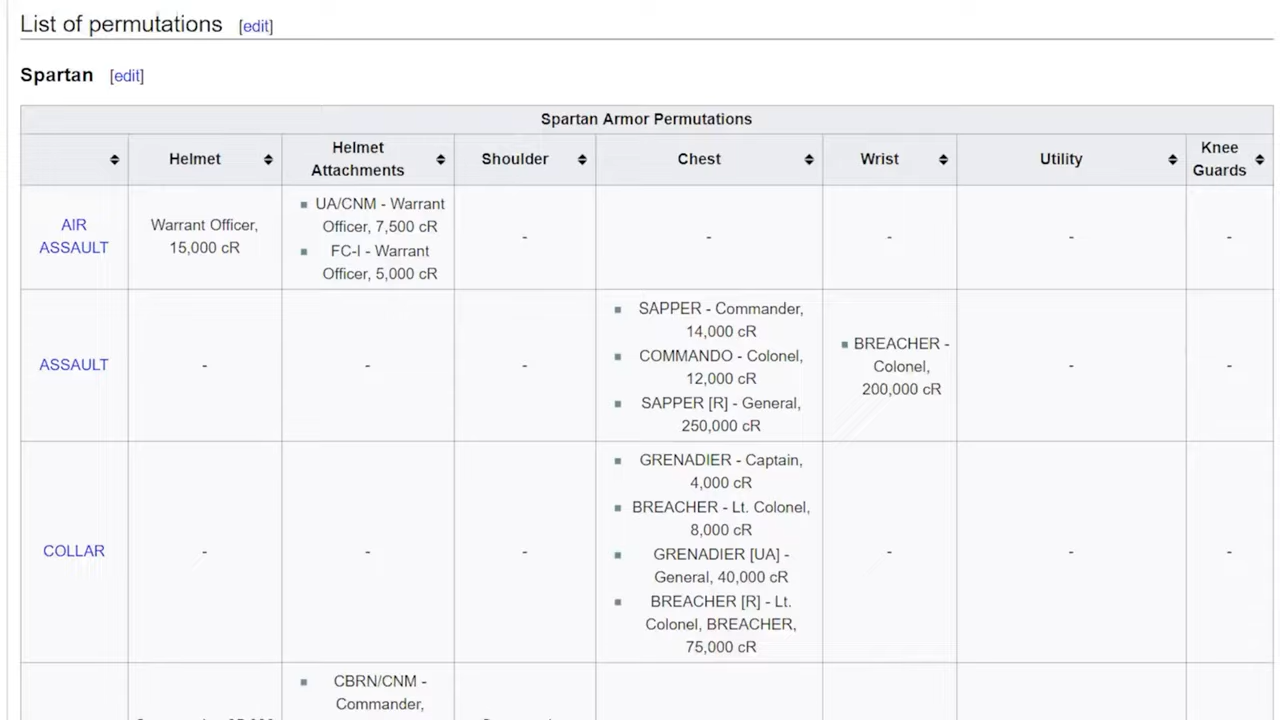 List of permutations [edit]
Spartan [edit]
Spartan Armor Permutations
Helmet
Helmet
Attachments
Shoulder
Chest
Wrist
Utility
Knee
Guards
AIR
ASSAULT
Warrant Officer,
15,000 cR
UA/CNM - Warrant
Officer, 7,500 cR
FC-I - Warrant
Officer, 5,000 cR
-
-
-
-
-
ASSAULT
-
-
-
SAPPER - Commander,
14,000 cR
COMMANDO - Colonel,
12,000 cR
SAPPER [R] - General,
250,000 cR
BREACHER -
Colonel,
200,000 cR
-
-
COLLAR
-
-
-
GRENADIER - Captain,
4,000 cR
BREACHER - Lt. Colonel,
8,000 cR
GRENADIER [UA] -
General, 40,000 cR
BREACHER [R] - Lt.
Colonel, BREACHER,
75,000 cR
-
-
-
CBRN/CNM -
Commander,